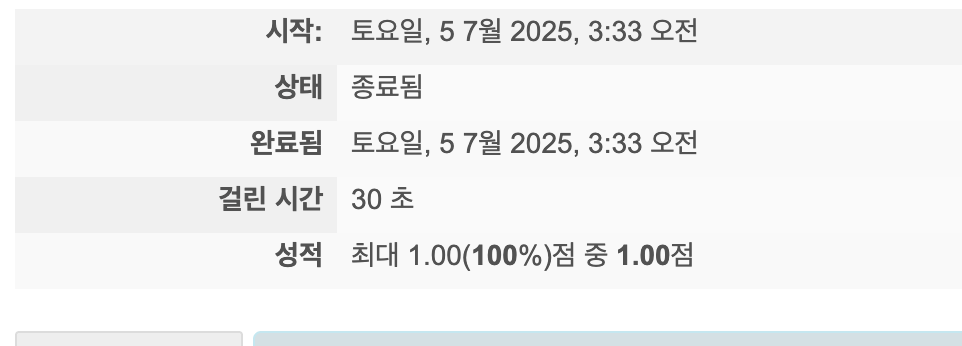 시작: 토요일, 5 7월 2025, 3:33 오전
상태 종료됨
완료됨 토요일, 5 7월 2025, 3:33 오전
걸린 시간 30 초
성적 최대 1.00(100%)점 중 1.00점